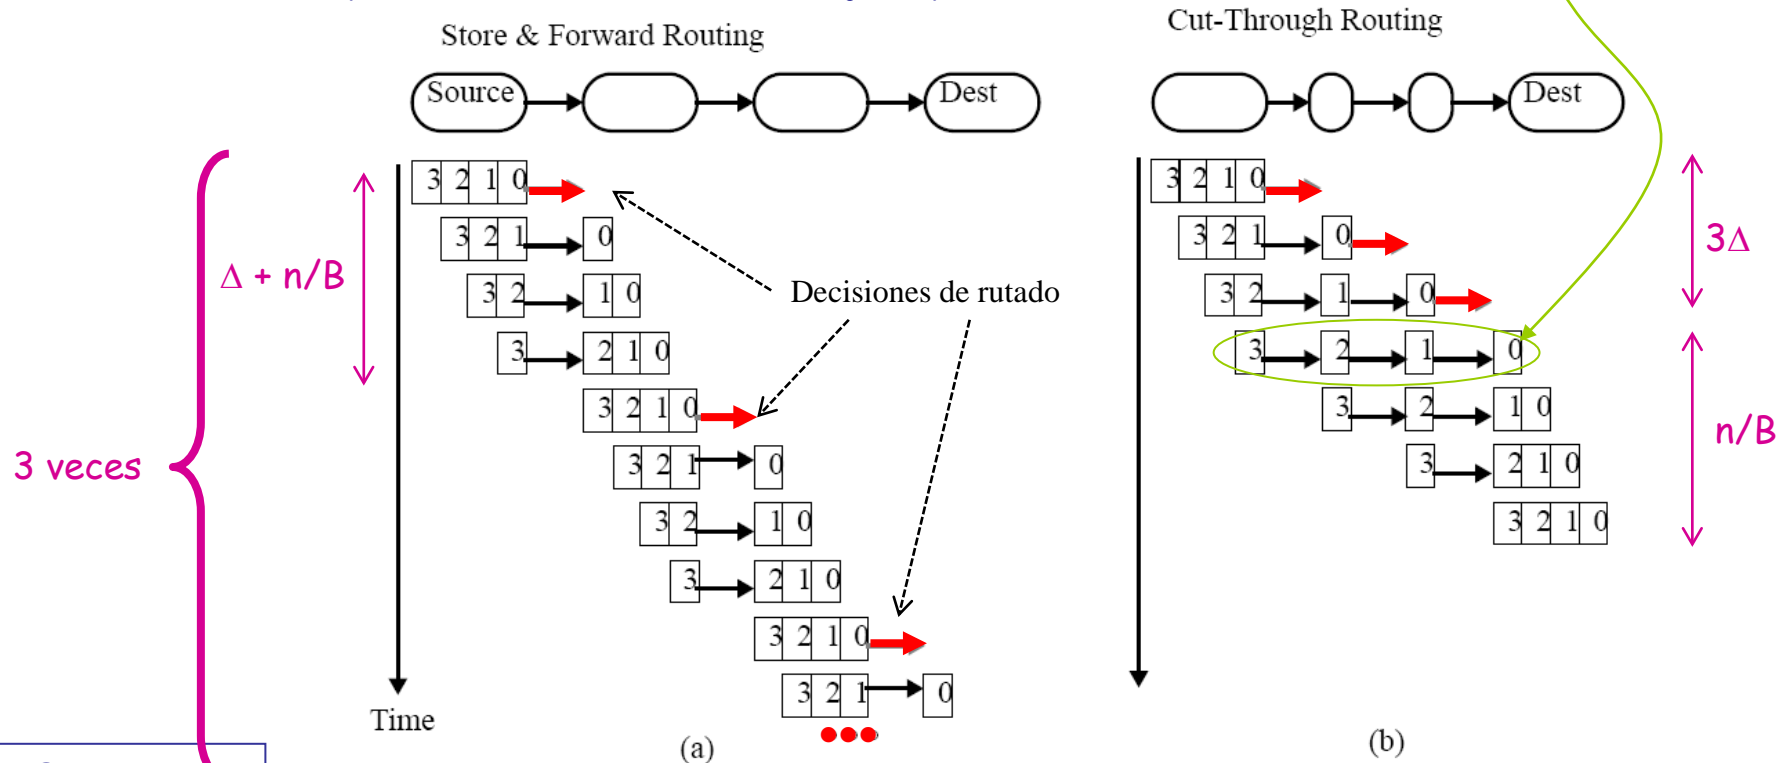 Store & Forward Routing
Cut-Through Routing
Source
Dest
Dest
3 2 1 0
3 2 1 0
3 2 1 0
3 2 1 0
3Δ
Δ + n/B
3 2 1 0
Decisiones de rutado
3 2 1 0
3 2 1 0
3 2 1 0
3 2 1 0
3 2 1 0
n/B
3 veces
3 2 1 0
3 2 1 0
3 2 1 0
3 2 1 0
3 2 1 0
3 2 1 0
3 2 1 0
Time
(a)
(b)